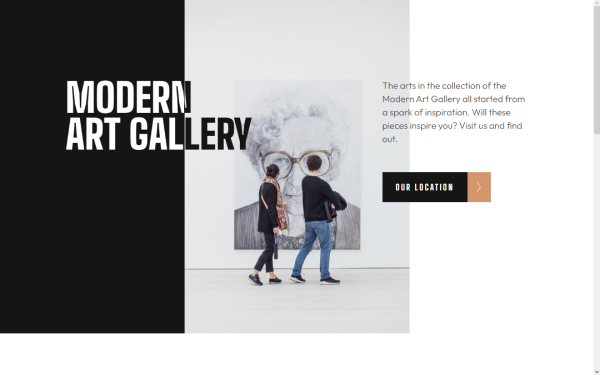 MODERN
ART GALLERY
The arts in the collection of the
Modern Art Gallery all started from
a spark of inspiration. Will these
pieces inspire you? Visit us and find
out.
OUR LOCATION